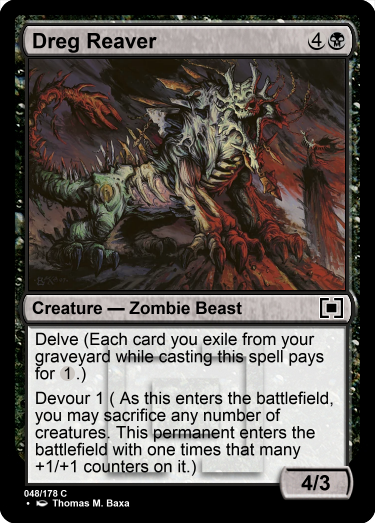 Dreg Reaver 4
Creature — Zombie Beast
Delve (Each card you exile from your
graveyard while casting this spell pays
for 1 .)
Devour 1 ( As this enters the battlefield,
you may sacrifice any number of
creatures. This permanent enters the
battlefield with one times that many
+1/+1 counters on it.)
4/3
048/178 C
• Thomas M. Baxa